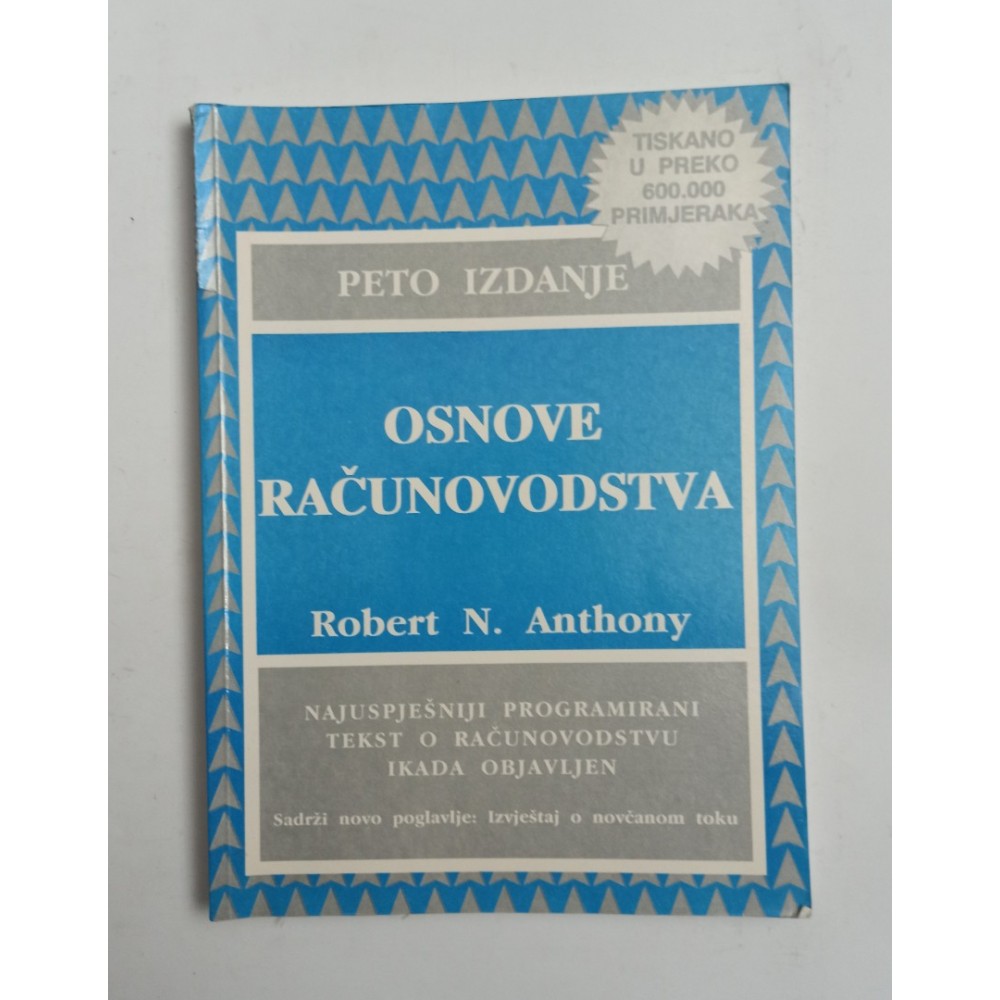 TISKANO
U PREKO
600.000
PRIMJERAKA
PETO IZDANJE
OSNOVE
RAČUNOVODSTVA
Robert N. Anthony
NAJUSPJEŠNIJI PROGRAMIRANI
TEKST O RAČUNOVODSTVU
IKADA OBJAVLJEN
Sadrži novo poglavlje: Izvještaj o novčanom toku